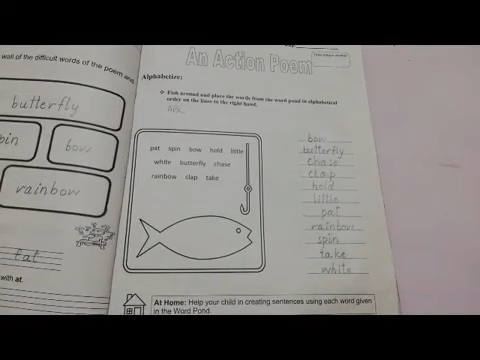 wall of the difficult words of the poem and
butterfly
pin
bow
rainbow
tat
with at.
An Action Poem
Alphabetize:
Fish around and place the words from the word pond in alphabetical
order on the lines to the right hand.
pat spin bow hold little
white butterfly chase
rainbow clap take
bow
butterfly
chase
clap
hold
little
pat
rainbow
spin
take
white
At Home: Help your child in creating sentences using each word given
in the Word Pond.